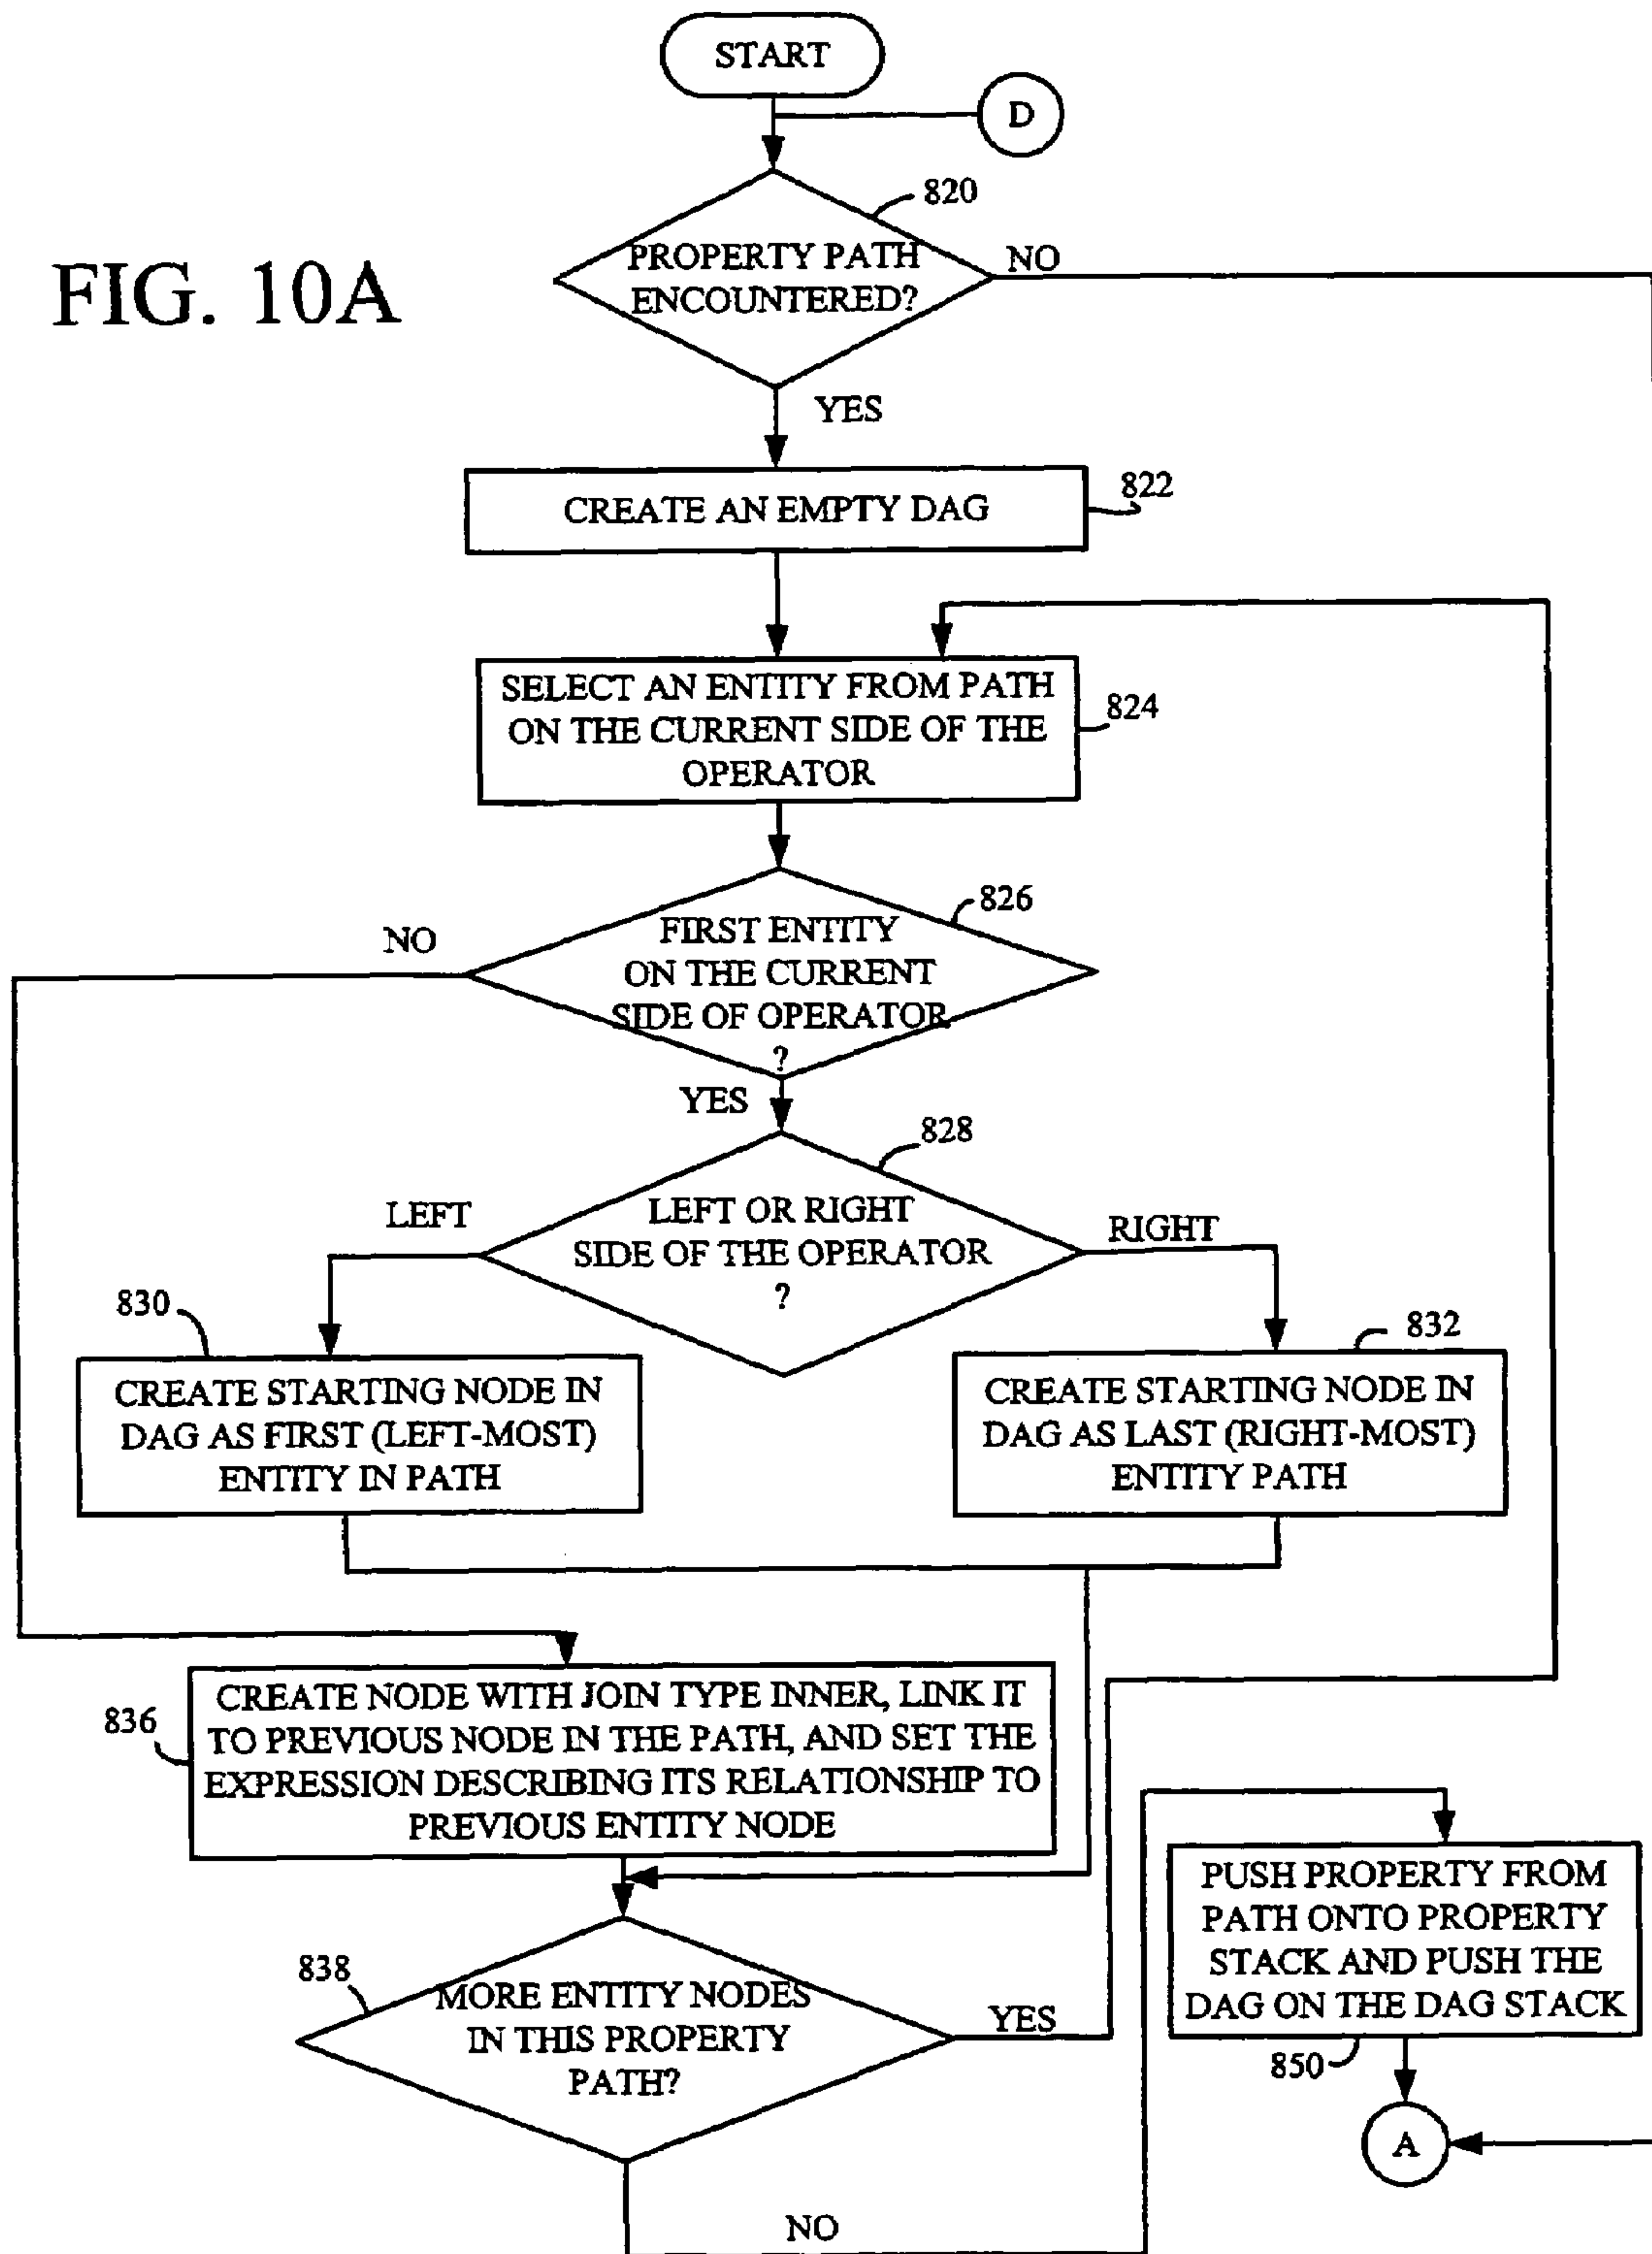 START
D
820
FIG. 10A
PROPERTY PATH
ENCOUNTERED?
NO
YES
CREATE AN EMPTY DAG
822
SELECT AN ENTITY FROM PATH
ON THE CURRENT SIDE OF THE
OPERATOR
824
826
NO
FIRST ENTITY
ON THE CURRENT
SIDE OF OPERATOR
?
YES
828
LEFT
LEFT OR RIGHT
SIDE OF THE OPERATOR
?
RIGHT
830
832
CREATE STARTING NODE IN
DAG AS FIRST (LEFT-MOST)
ENTITY IN PATH
CREATE STARTING NODE IN
DAG AS LAST (RIGHT-MOST)
ENTITY PATH
836
CREATE NODE WITH JOIN TYPE INNER, LINK IT
TO PREVIOUS NODE IN THE PATH, AND SET THE
EXPRESSION DESCRIBING ITS RELATIONSHIP TO
PREVIOUS ENTITY NODE
838
MORE ENTITY NODES
IN THIS PROPERTY
PATH?
YES
PUSH PROPERTY FROM
PATH ONTO PROPERTY
STACK AND PUSH THE
DAG ON THE DAG STACK
850
A
NO